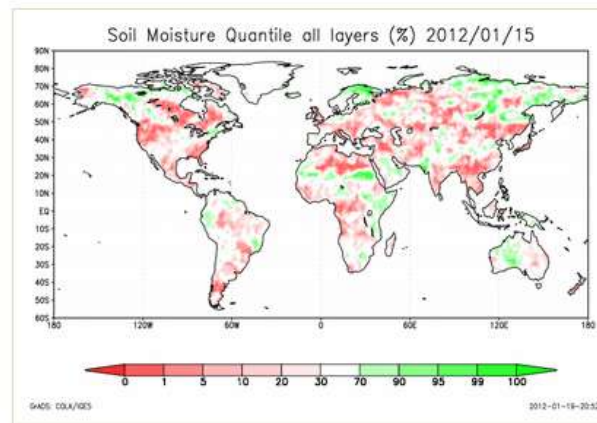 Soil Moisture Quantile all layers (%) 2012/01/15
90N
80N
70N
60N
50N
40N
30N
20N
10N
EQ
10S
20S
30S
40S
50S
60S
180 120W 60W 0 60E 120E 180
0 1 5 10 20 30 70 90 95 99 100
GrADS: COLA/IGES 2012-01-19-20:52